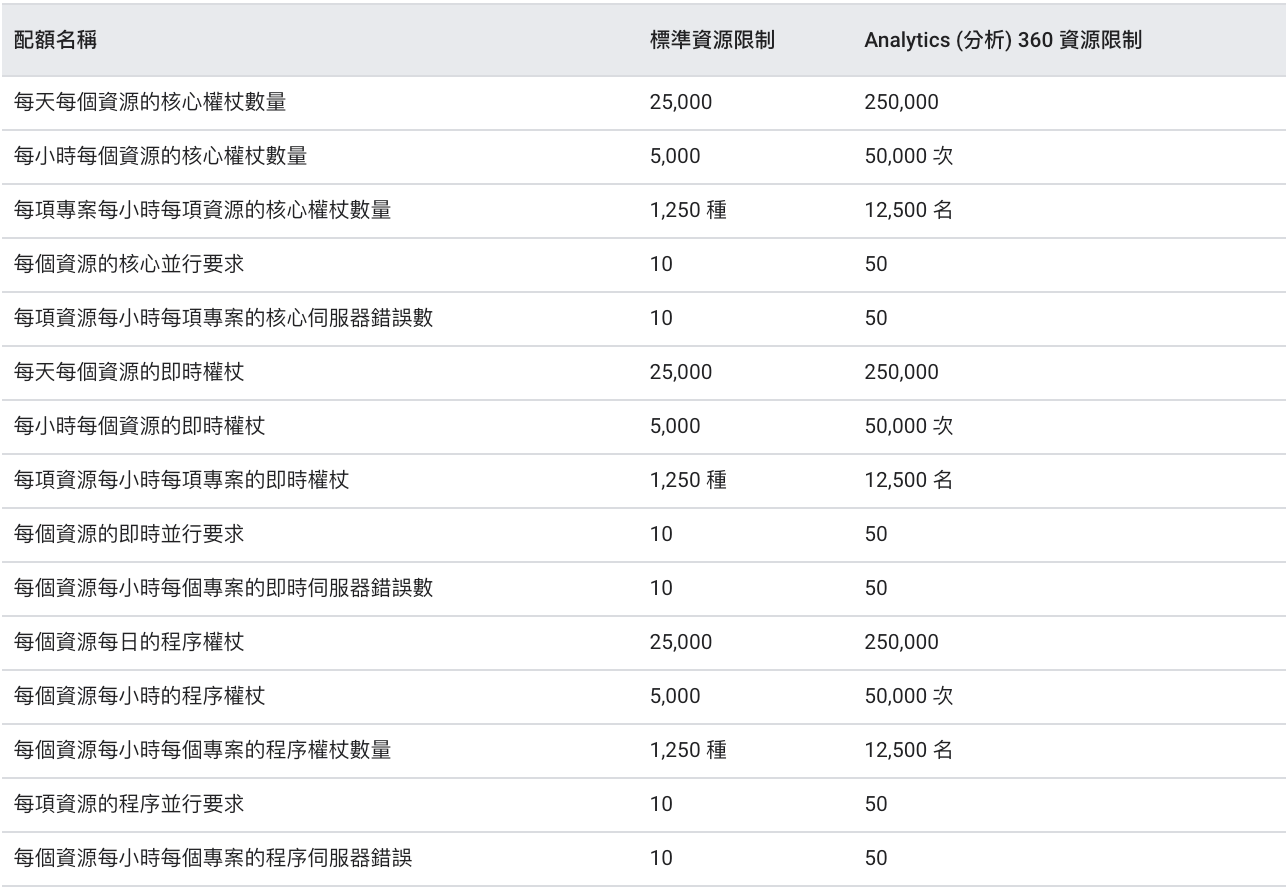 配額名稱 標準資源限制 Analytics (分析) 360 資源限制
每天每個資源的核心權杖數量 25,000 250,000
每小時每個資源的核心權杖數量 5,000 50,000 次
每項專案每小時每項資源的核心權杖數量 1,250 種 12,500 名
每個資源的核心並行要求 10 50
每項資源每小時每項專案的核心伺服器錯誤數 10 50
每天每個資源的即時權杖 25,000 250,000
每小時每個資源的即時權杖 5,000 50,000 次
每項資源每小時每項專案的即時權杖 1,250 種 12,500 名
每個資源的即時並行要求 10 50
每個資源每小時每個專案的即時伺服器錯誤數 10 50
每個資源每日的程序權杖 25,000 250,000
每個資源每小時的程序權杖 5,000 50,000 次
每個資源每小時每個專案的程序權杖數量 1,250 種 12,500 名
每項資源的程序並行要求 10 50
每個資源每小時每個專案的程序伺服器錯誤 10 50